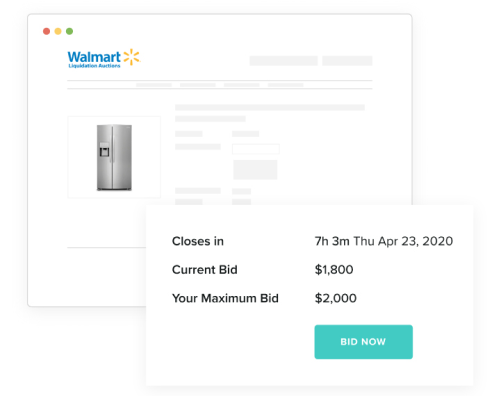 Walmart
Liquidation Auctions
Closes in 7h 3m Thu Apr 23, 2020
Current Bid $1,800
Your Maximum Bid $2,000
BID NOW